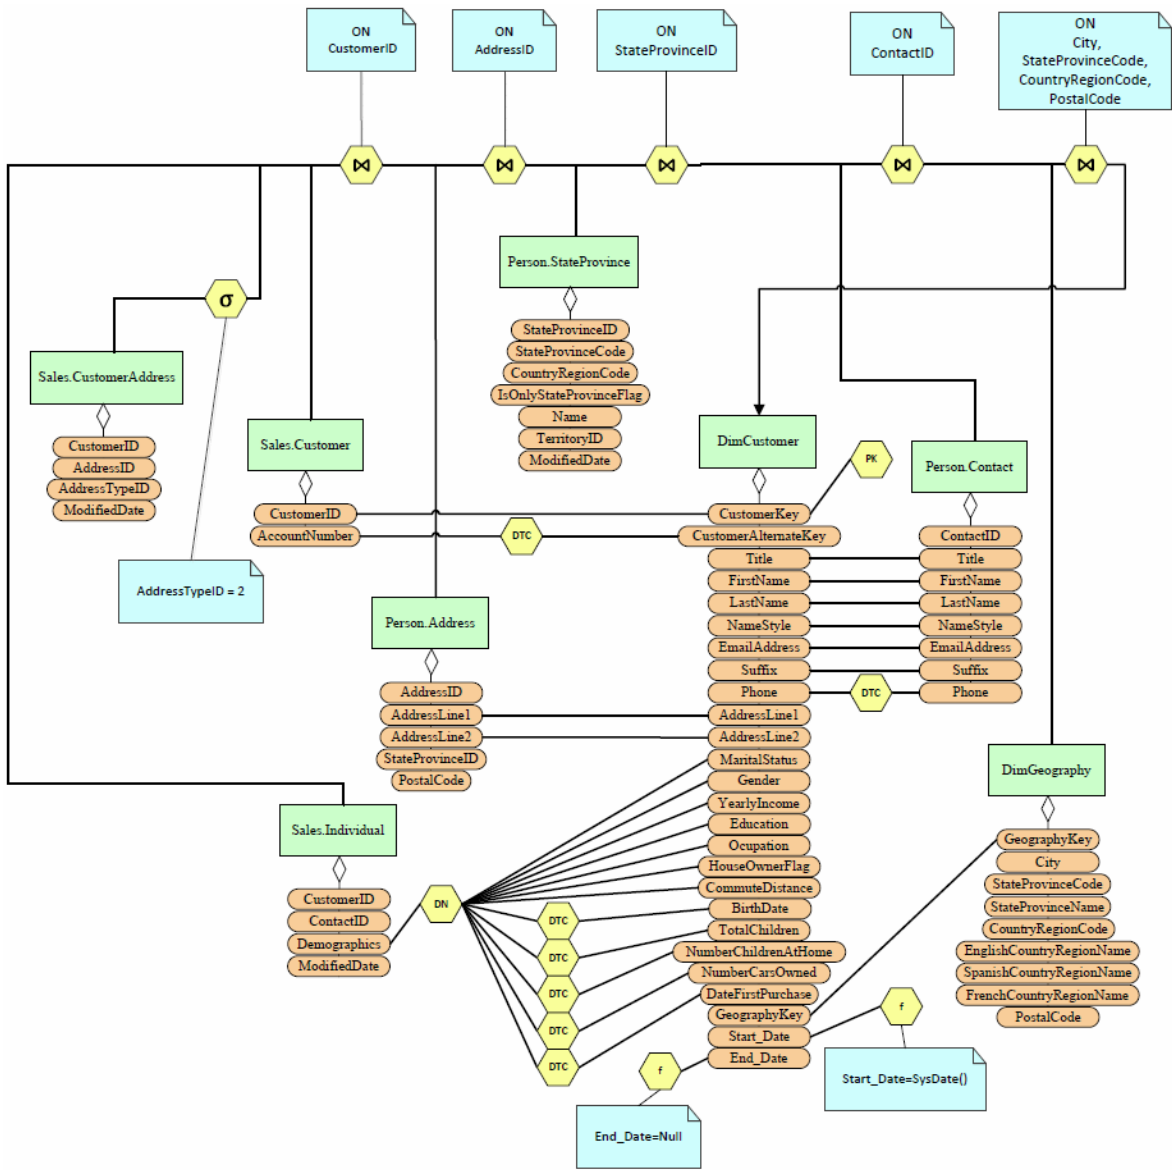 ON
CustomerID
ON
AddressID
ON
StateProvinceID
ON
ContactID
ON
City,
StateProvinceCode,
CountryRegionCode,
PostalCode
⋈
⋈
⋈
⋈
⋈
Person.StateProvince
StateProvinceID
StateProvinceCode
CountryRegionCode
IsOnlyStateProvinceFlag
Name
TerritoryID
ModifiedDate
σ
Sales.CustomerAddress
CustomerID
AddressID
AddressTypeID
ModifiedDate
AddressTypeID = 2
Sales.Customer
CustomerID
AccountNumber
DTC
DimCustomer
PK
CustomerKey
CustomerAlternateKey
Title
FirstName
LastName
NameStyle
EmailAddress
Suffix
Phone
AddressLine1
AddressLine2
MaritalStatus
Gender
YearlyIncome
Education
Ocupation
HouseOwnerFlag
CommuteDistance
BirthDate
TotalChildren
NumberChildrenAtHome
NumberCarsOwned
DateFirstPurchase
GeographyKey
Start_Date
End_Date
Person.Contact
ContactID
Title
FirstName
LastName
NameStyle
EmailAddress
Suffix
Phone
DTC
Person.Address
AddressID
AddressLine1
AddressLine2
StateProvinceID
PostalCode
Sales.Individual
CustomerID
ContactID
Demographics
ModifiedDate
DN
DTC
DTC
DTC
DTC
DTC
DimGeography
GeographyKey
City
StateProvinceCode
StateProvinceName
CountryRegionCode
EnglishCountryRegionName
SpanishCountryRegionName
FrenchCountryRegionName
PostalCode
f
Start_Date=SysDate()
f
End_Date=Null